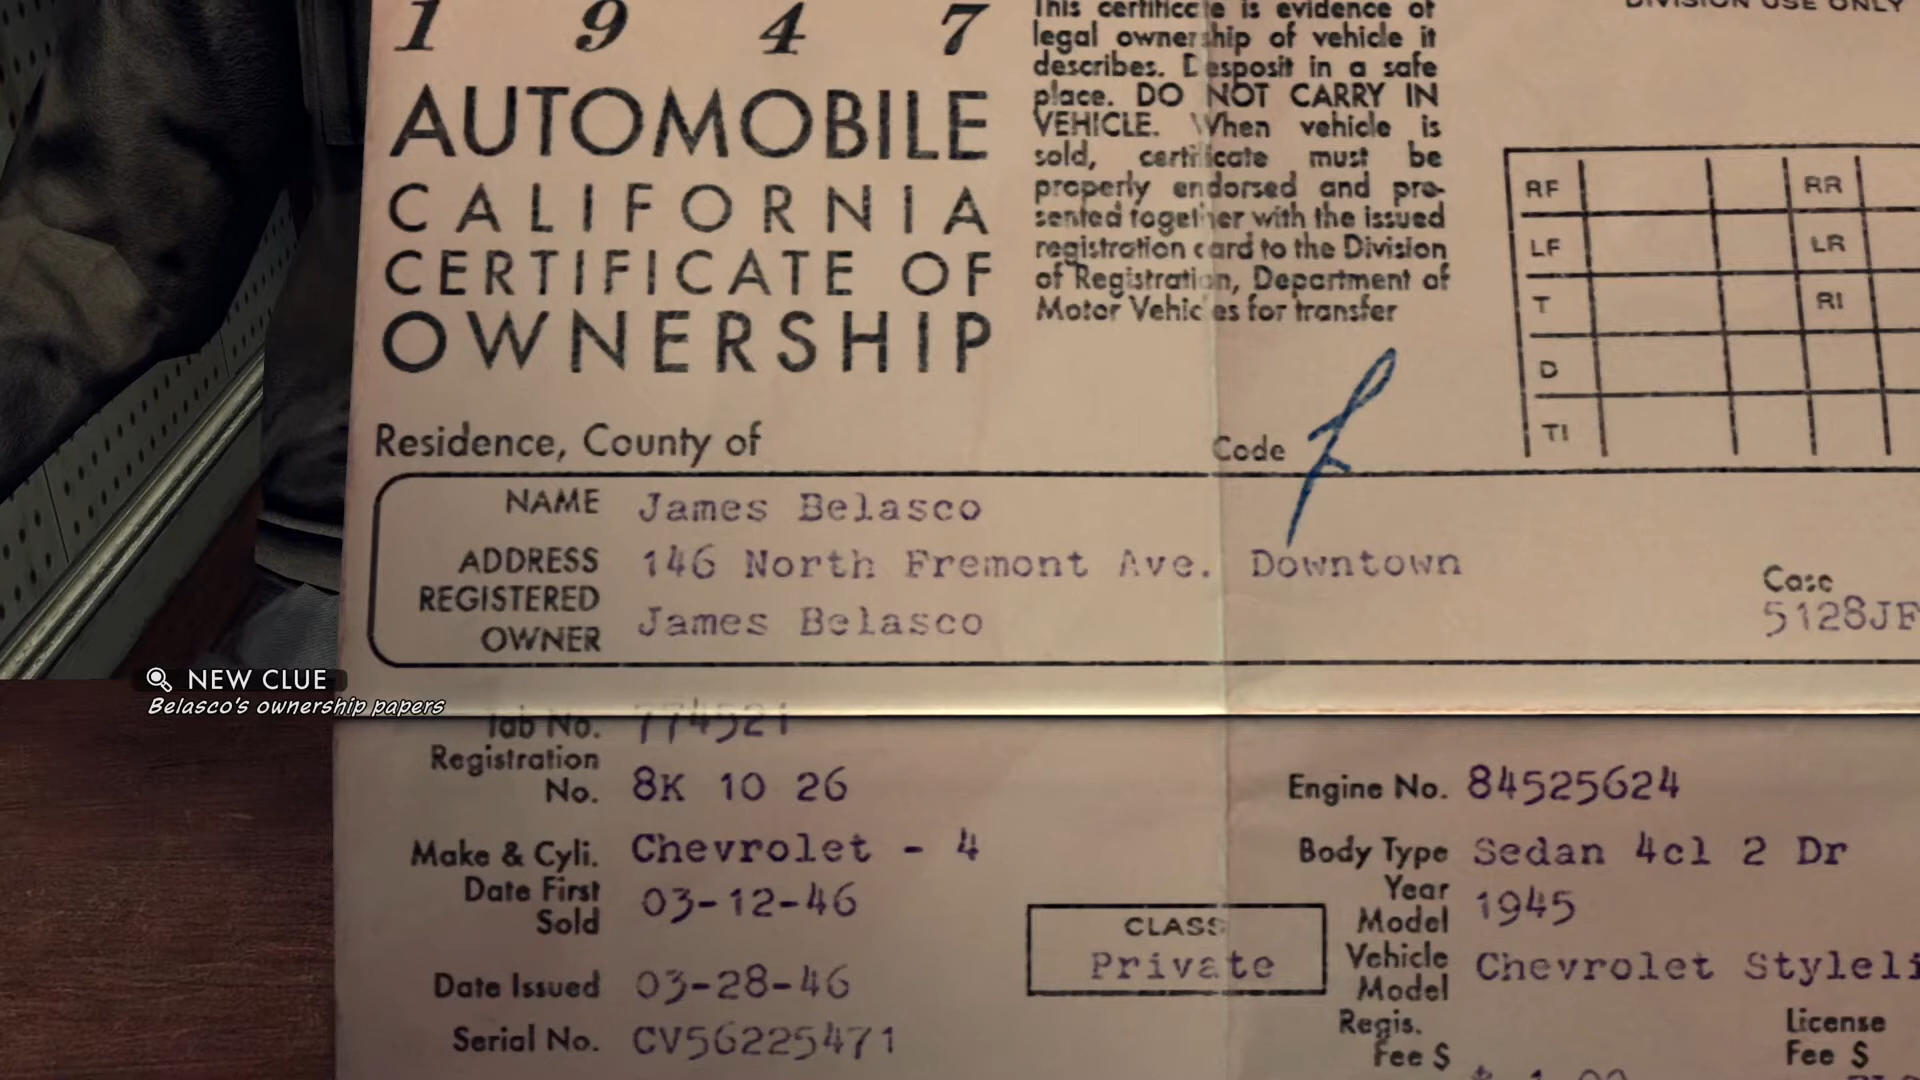 1 9 4 7
AUTOMOBILE
CALIFORNIA
CERTIFICATE OF
OWNERSHIP
This certificate is evidence of
legal ownership of vehicle it
describes. Desposit in a safe
place. DO NOT CARRY IN
VEHICLE. When vehicle is
sold, certificate must be
properly endorsed and pre-
sented together with the issued
registration card to the Division
of Registration, Department of
Motor Vehicles for transfer
DIVISION USE ONLY
RF RR
LF LR
T RI
D
TI
Residence, County of
Code
NAME James Belasco
ADDRESS 146 North Fremont Ave. Downtown
REGISTERED
OWNER James Belasco
Case
5128JF
NEW CLUE
Belasco's ownership papers
Tab No. 774521
Registration
No. 8K 10 26
Engine No. 84525624
Make & Cyli. Chevrolet - 4
Body Type Sedan 4cl 2 Dr
Date First
Sold 03-12-46
Year
Model 1945
CLASS
Private
Vehicle
Model Chevrolet Styleli
Date Issued 03-28-46
Serial No. CV56225471
Regis.
Fee $
License
Fee $